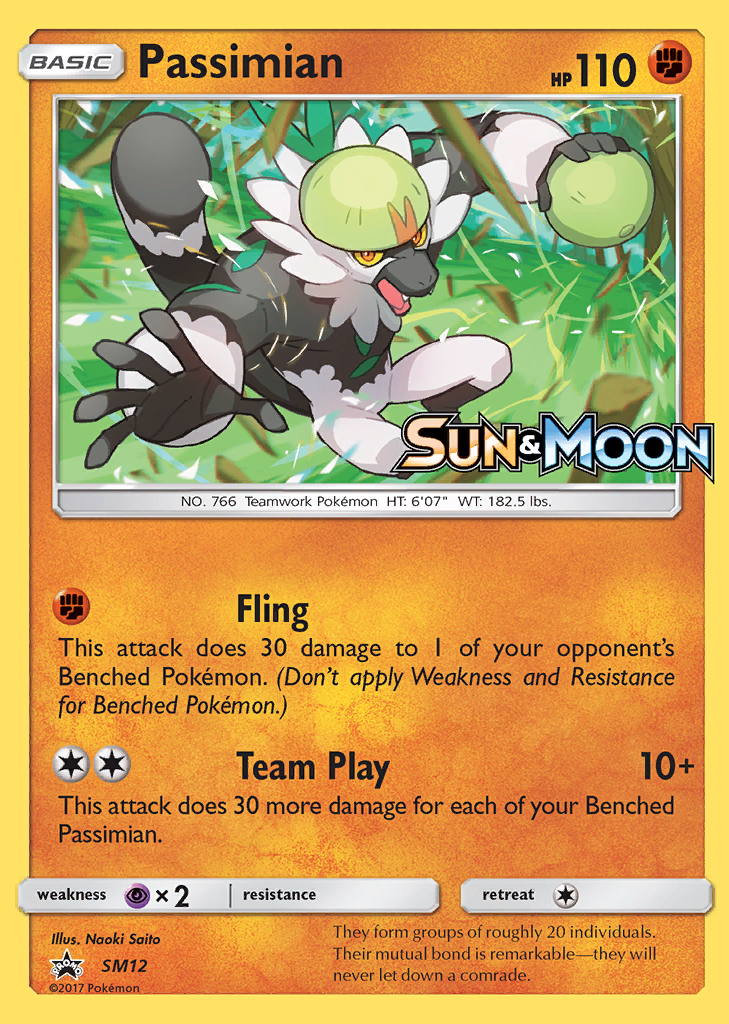 BASIC Passimian HP 110
SUN & MOON
NO. 766 Teamwork Pokémon HT: 6'07" WT: 182.5 lbs.
Fling
This attack does 30 damage to 1 of your opponent's
Benched Pokémon. (Don't apply Weakness and Resistance
for Benched Pokémon.)
Team Play 10+
This attack does 30 more damage for each of your Benched
Passimian.
weakness × 2 resistance retreat
Illus. Naoki Saito
PROMO SM12
©2017 Pokémon
They form groups of roughly 20 individuals.
Their mutual bond is remarkable—they will
never let down a comrade.